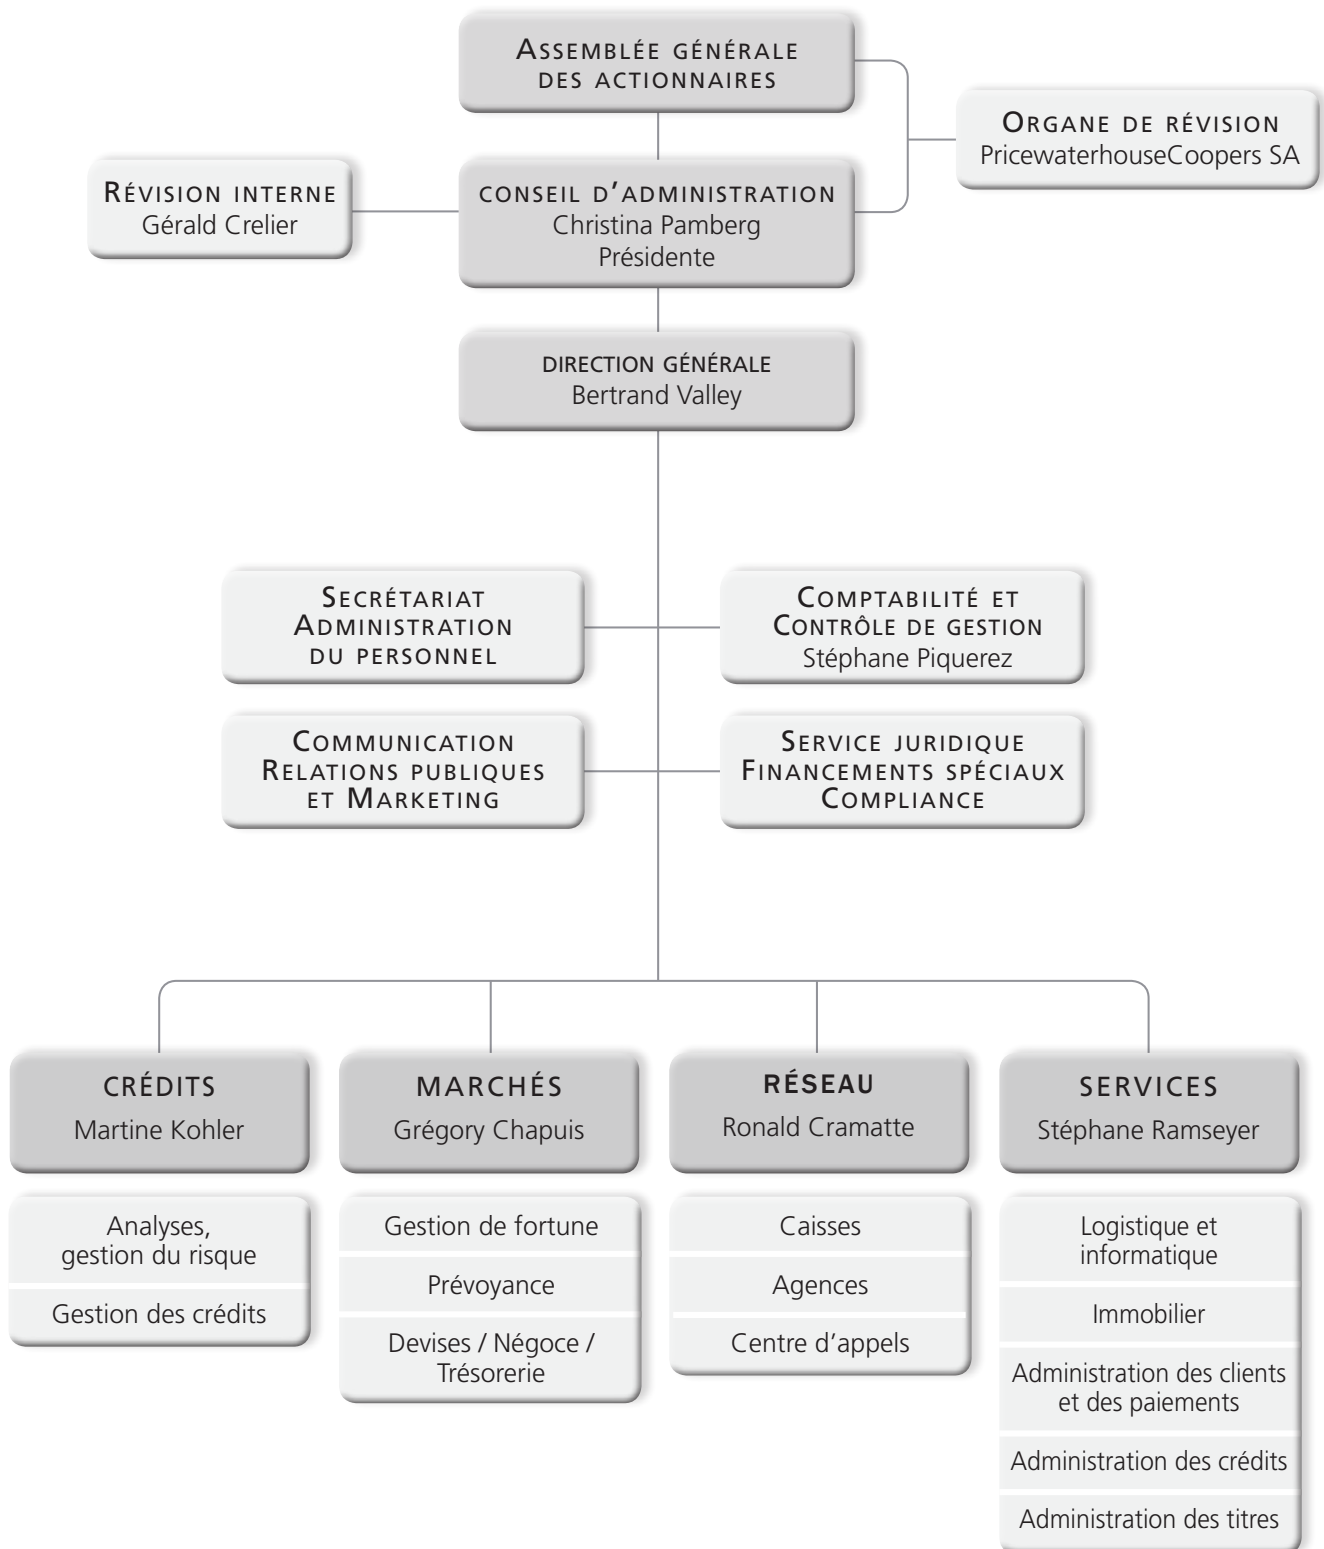 ASSEMBLÉE GÉNÉRALE
DES ACTIONNAIRES
ORGANE DE RÉVISION
PricewaterhouseCoopers SA
RÉVISION INTERNE
Gérald Crelier
CONSEIL D'ADMINISTRATION
Christina Pamberg
Présidente
DIRECTION GÉNÉRALE
Bertrand Valley
SECRÉTARIAT
ADMINISTRATION
DU PERSONNEL
COMPTABILITÉ ET
CONTRÔLE DE GESTION
Stéphane Piquerez
COMMUNICATION
RELATIONS PUBLIQUES
ET MARKETING
SERVICE JURIDIQUE
FINANCEMENTS SPÉCIAUX
COMPLIANCE
CRÉDITS
Martine Kohler
Analyses,
gestion du risque
Gestion des crédits
MARCHÉS
Grégory Chapuis
Gestion de fortune
Prévoyance
Devises / Négoce /
Trésorerie
RÉSEAU
Ronald Cramatte
Caisses
Agences
Centre d'appels
SERVICES
Stéphane Ramseyer
Logistique et
informatique
Immobilier
Administration des clients
et des paiements
Administration des crédits
Administration des titres